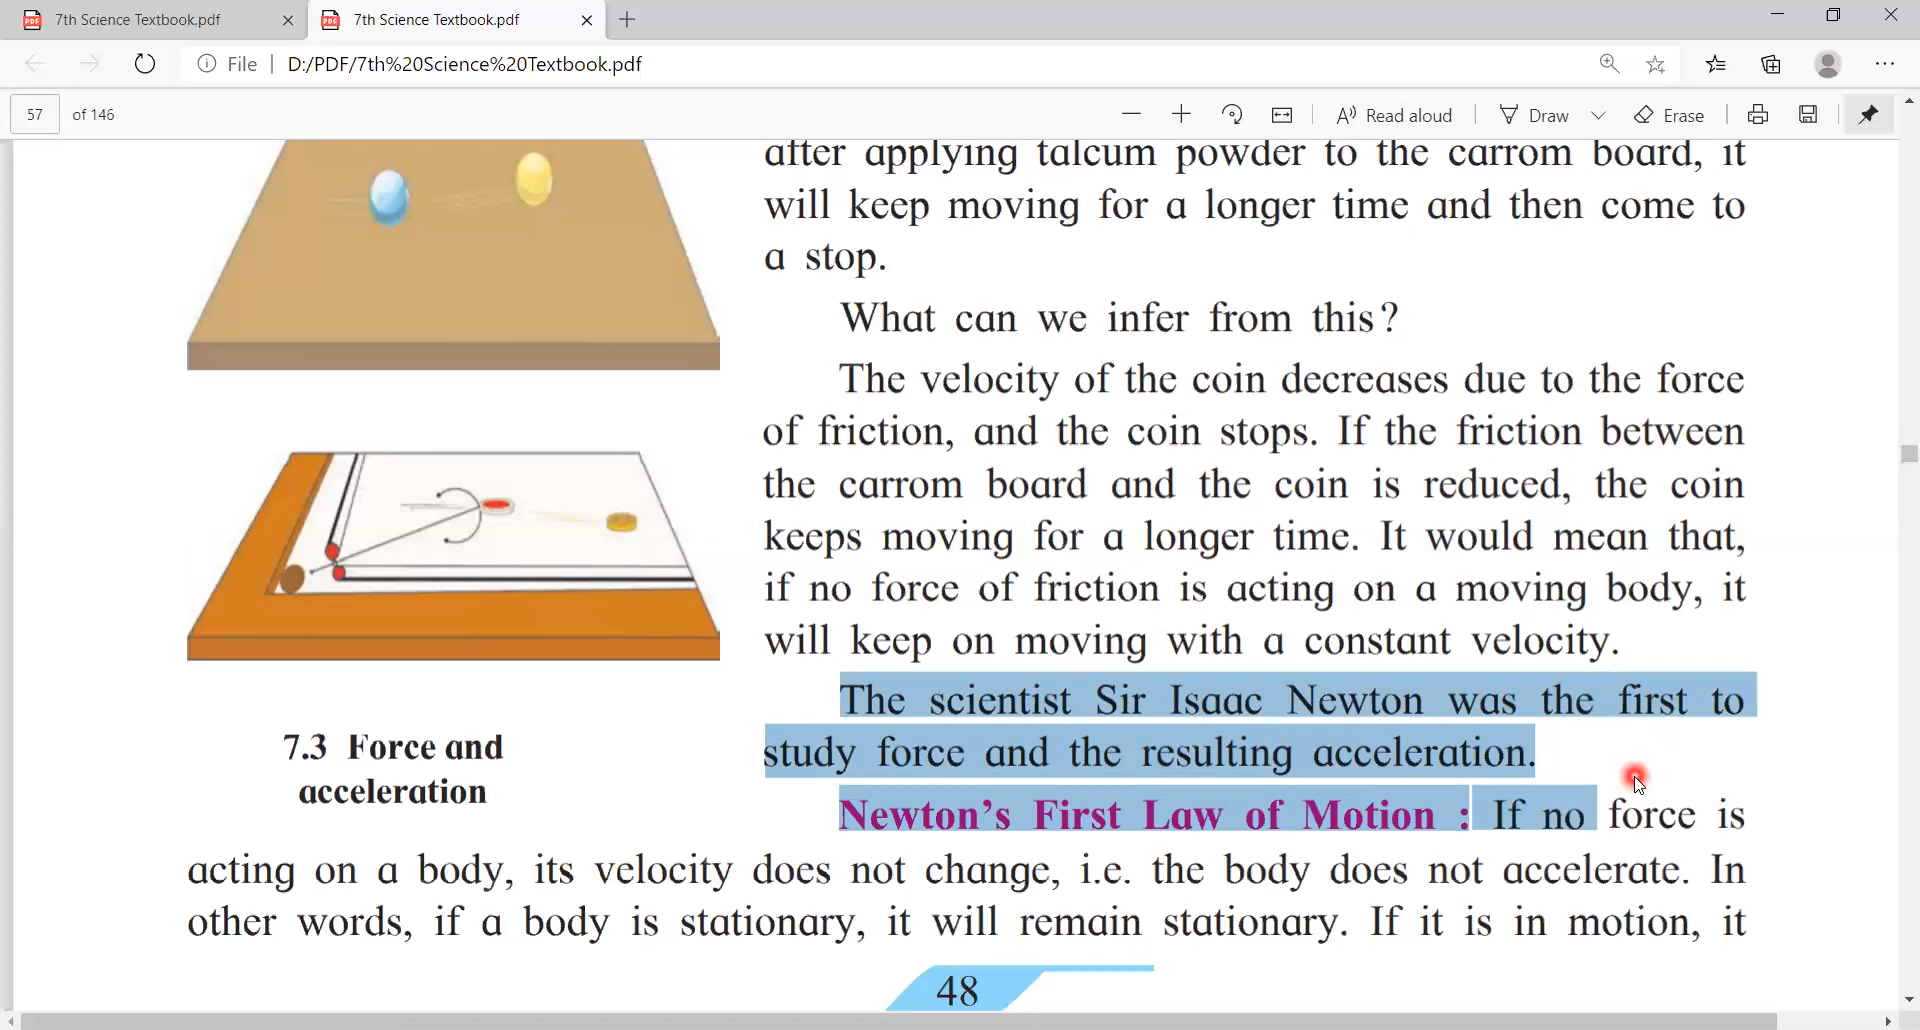 7th Science Textbook.pdf
7th Science Textbook.pdf
File | D:/PDF/7th%20Science%20Textbook.pdf
57 of 146
Read aloud
Draw
Erase
after applying talcum powder to the carrom board, it
will keep moving for a longer time and then come to
a stop.
What can we infer from this?
The velocity of the coin decreases due to the force
of friction, and the coin stops. If the friction between
the carrom board and the coin is reduced, the coin
keeps moving for a longer time. It would mean that,
if no force of friction is acting on a moving body, it
will keep on moving with a constant velocity.
The scientist Sir Isaac Newton was the first to
study force and the resulting acceleration.
7.3 Force and
acceleration
Newton's First Law of Motion : If no force is
acting on a body, its velocity does not change, i.e. the body does not accelerate. In
other words, if a body is stationary, it will remain stationary. If it is in motion, it
48